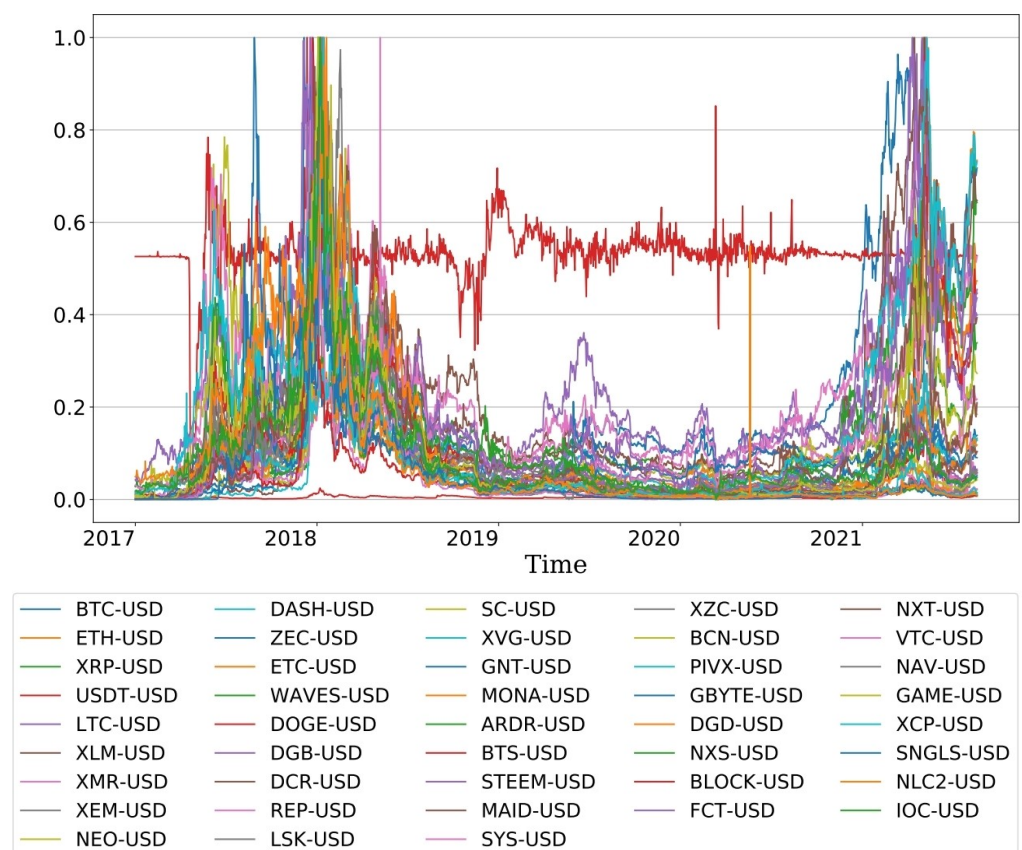 1.0
0.8
0.6
0.4
0.2
0.0
2017 2018 2019 2020 2021
Time
BTC-USD DASH-USD SC-USD XZC-USD NXT-USD
ETH-USD ZEC-USD XVG-USD BCN-USD VTC-USD
XRP-USD ETC-USD GNT-USD PIVX-USD NAV-USD
USDT-USD WAVES-USD MONA-USD GBYTE-USD GAME-USD
LTC-USD DOGE-USD ARDR-USD DGD-USD XCP-USD
XLM-USD DGB-USD BTS-USD NXS-USD SNGLS-USD
XMR-USD DCR-USD STEEM-USD BLOCK-USD NLC2-USD
XEM-USD REP-USD MAID-USD FCT-USD IOC-USD
NEO-USD LSK-USD SYS-USD